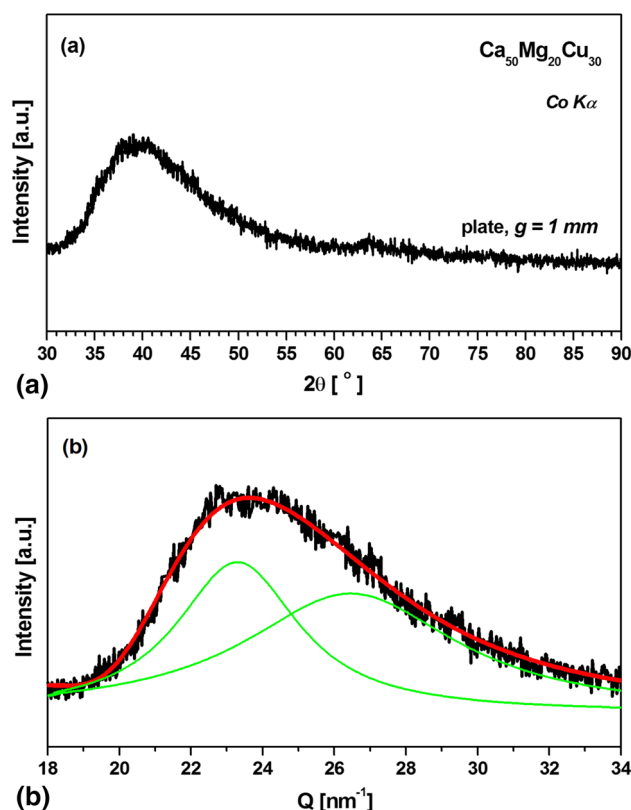 (a)
Ca₅₀Mg₂₀Cu₃₀
Co Kα
plate, g = 1 mm
Intensity [a.u.]
30 35 40 45 50 55 60 65 70 75 80 85 90
2θ [ ° ]
(a)
(b)
Intensity [a.u.]
18 20 22 24 26 28 30 32 34
Q [nm⁻¹]
(b)